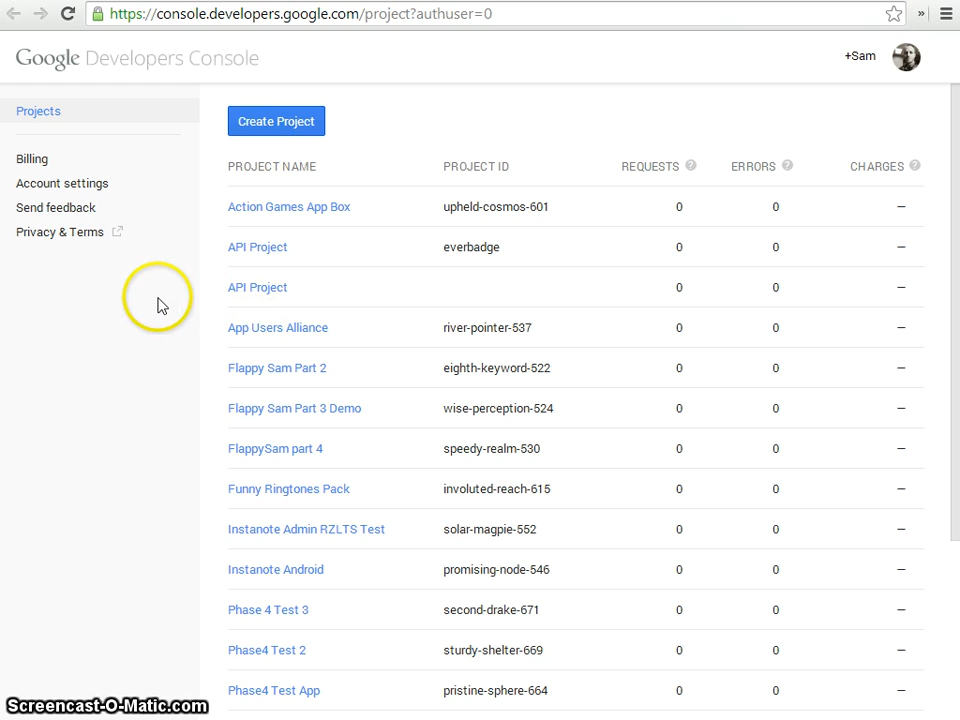 https://console.developers.google.com/project?authuser=0
»
Google Developers Console
+Sam
Projects
Billing
Account settings
Send feedback
Privacy & Terms
Create Project
PROJECT NAME PROJECT ID REQUESTS ? ERRORS ? CHARGES ?
Action Games App Box upheld-cosmos-601 0 0 —
API Project everbadge 0 0 —
API Project 0 0 —
App Users Alliance river-pointer-537 0 0 —
Flappy Sam Part 2 eighth-keyword-522 0 0 —
Flappy Sam Part 3 Demo wise-perception-524 0 0 —
FlappySam part 4 speedy-realm-530 0 0 —
Funny Ringtones Pack involuted-reach-615 0 0 —
Instanote Admin RZLTS Test solar-magpie-552 0 0 —
Instanote Android promising-node-546 0 0 —
Phase 4 Test 3 second-drake-671 0 0 —
Phase4 Test 2 sturdy-shelter-669 0 0 —
Phase4 Test App pristine-sphere-664 0 0 —
Screencast-O-Matic.com